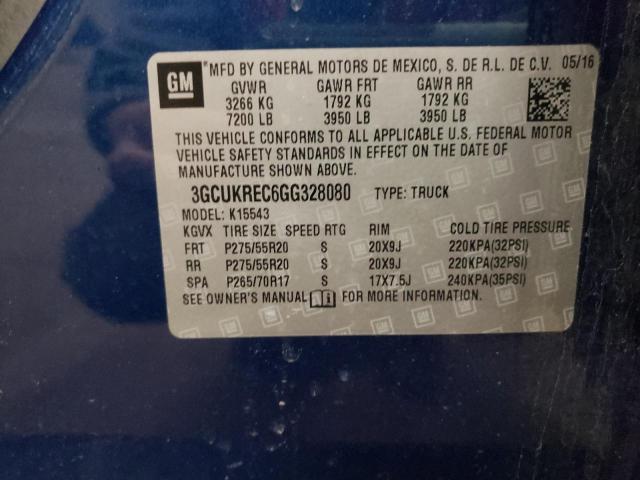 GM
*MFD BY GENERAL MOTORS DE MEXICO, S. DE R.L. DE C.V. 05/16
GVWR GAWR FRT GAWR RR
3266 KG 1792 KG 1792 KG
7200 LB 3950 LB 3950 LB
THIS VEHICLE CONFORMS TO ALL APPLICABLE U.S. FEDERAL MOTOR
VEHICLE SAFETY STANDARDS IN EFFECT ON THE DATE OF
MANUFACTURE SHOWN ABOVE.
3GCUKREC6GG328080 TYPE: TRUCK
MODEL: K15543
KGVX TIRE SIZE SPEED RTG RIM COLD TIRE PRESSURE
FRT P275/55R20 S 20X9J 220KPA(32PSI)
RR P275/55R20 S 20X9J 220KPA(32PSI)
SPA P265/70R17 S 17X7.5J 240KPA(35PSI)
SEE OWNER'S MANUAL FOR MORE INFORMATION.